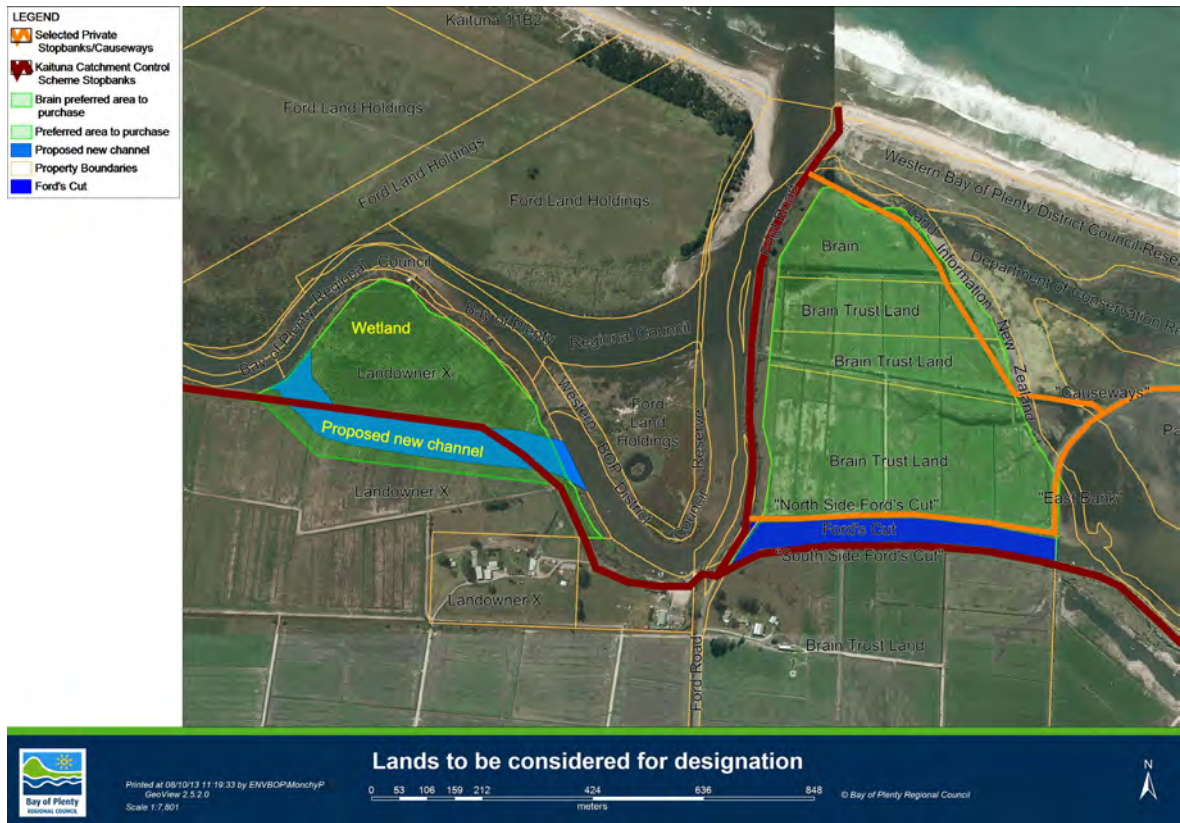 LEGEND
Selected Private
Stopbanks/Causeways
Kaituna Catchment Control
Scheme Stopbanks
Brain preferred area to
purchase
Preferred area to purchase
Proposed new channel
Property Boundaries
Ford's Cut
Kaituna 11B2
Ford Land Holdings
Ford Land Holdings
Ford Land Holdings
Western Bay of Plenty District Council Reserve
Land Information New Zealand
Department of Conservation
Brain
Bay of Plenty Regional Council
Bay of Plenty Regional Council
Wetland
Landowner X
Brain Trust Land
Brain Trust Land
"Causeways"
Western BOP District Council Reserve
Ford
Land
Holdings
Proposed new channel
Landowner X
Brain Trust Land
"East Bank"
"North Side Ford's Cut"
Ford's Cut
"South Side Ford's Cut"
Landowner X
Brain Trust Land
Ford Road
Lands to be considered for designation
Bay of Plenty
REGIONAL COUNCIL
Printed at 08/10/13 11:19:33 by ENVBOP\MonchyP
GeoView 2.5.2.0
Scale 1:7,801
0 53 106 159 212 424 636 848
meters
© Bay of Plenty Regional Council
N